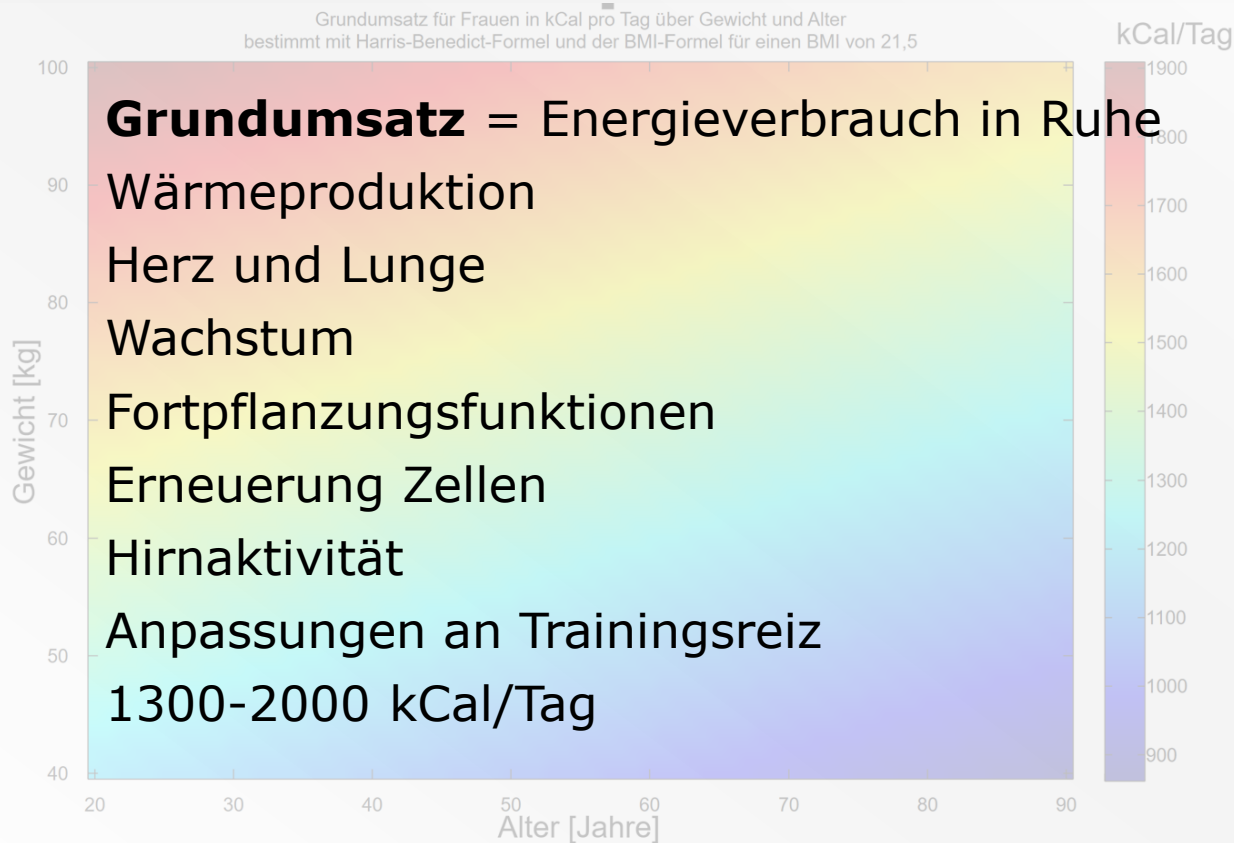 Grundumsatz für Frauen in kCal pro Tag über Gewicht und Alter
bestimmt mit Harris-Benedict-Formel und der BMI-Formel für einen BMI von 21,5
kCal/Tag
Grundumsatz = Energieverbrauch in Ruhe
Wärmeproduktion
Herz und Lunge
Wachstum
Fortpflanzungsfunktionen
Erneuerung Zellen
Hirnaktivität
Anpassungen an Trainingsreiz
1300-2000 kCal/Tag
Gewicht [kg]
100
90
80
70
60
50
40
20 30 40 50 60 70 80 90
Alter [Jahre]
1900
1800
1700
1600
1500
1400
1300
1200
1100
1000
900